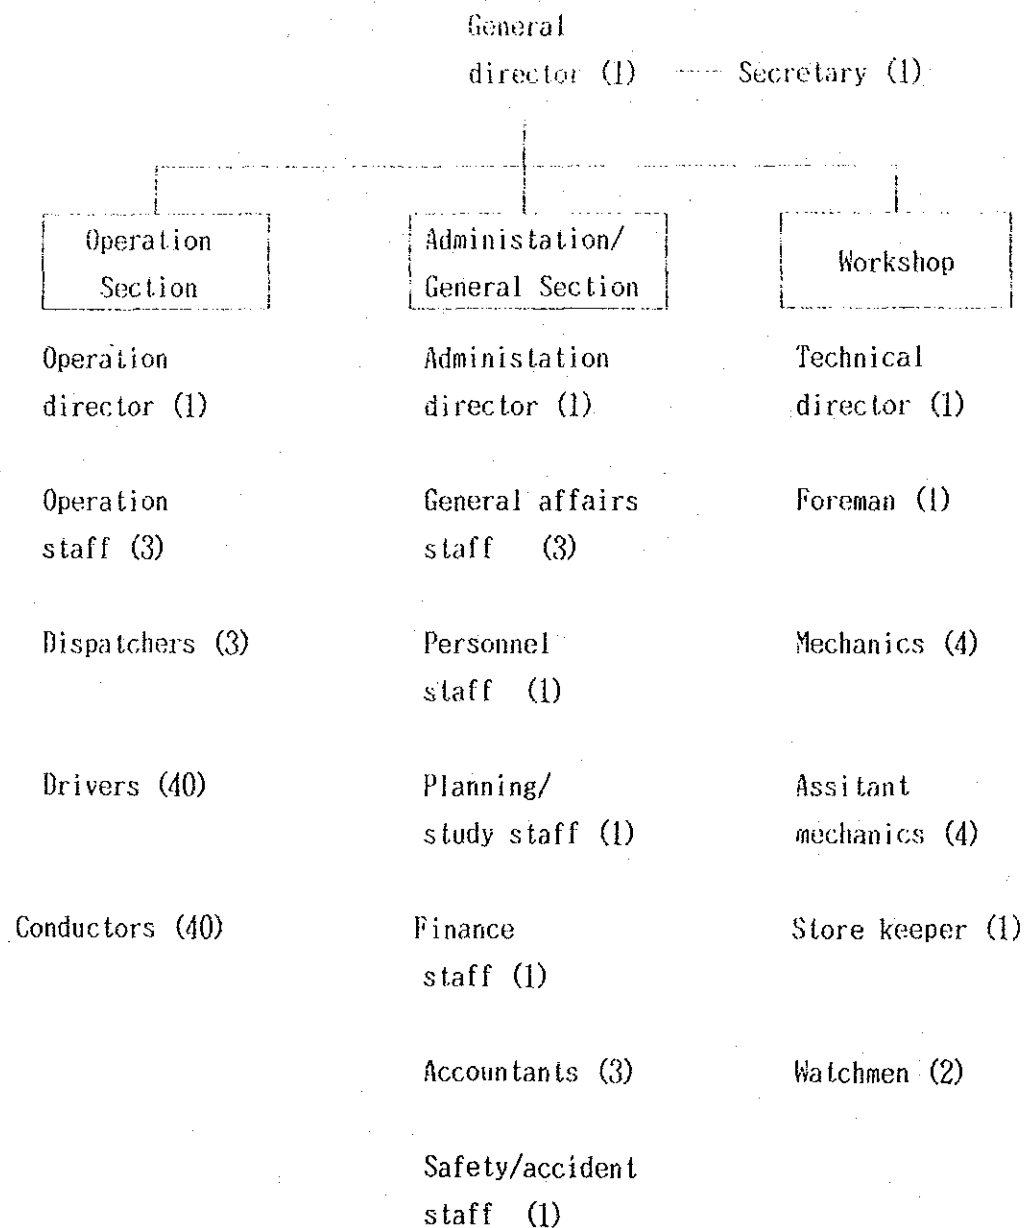 General
director (1) ---- Secretary (1)
Operation
Section
Administation/
General Section
Workshop
Operation
director (1)
Administation
director (1)
Technical
director (1)
Operation
staff (3)
General affairs
staff (3)
Foreman (1)
Dispatchers (3)
Personnel
staff (1)
Mechanics (4)
Drivers (40)
Planning/
study staff (1)
Assitant
mechanics (4)
Conductors (40)
Finance
staff (1)
Store keeper (1)
Accountants (3)
Watchmen (2)
Safety/accident
staff (1)